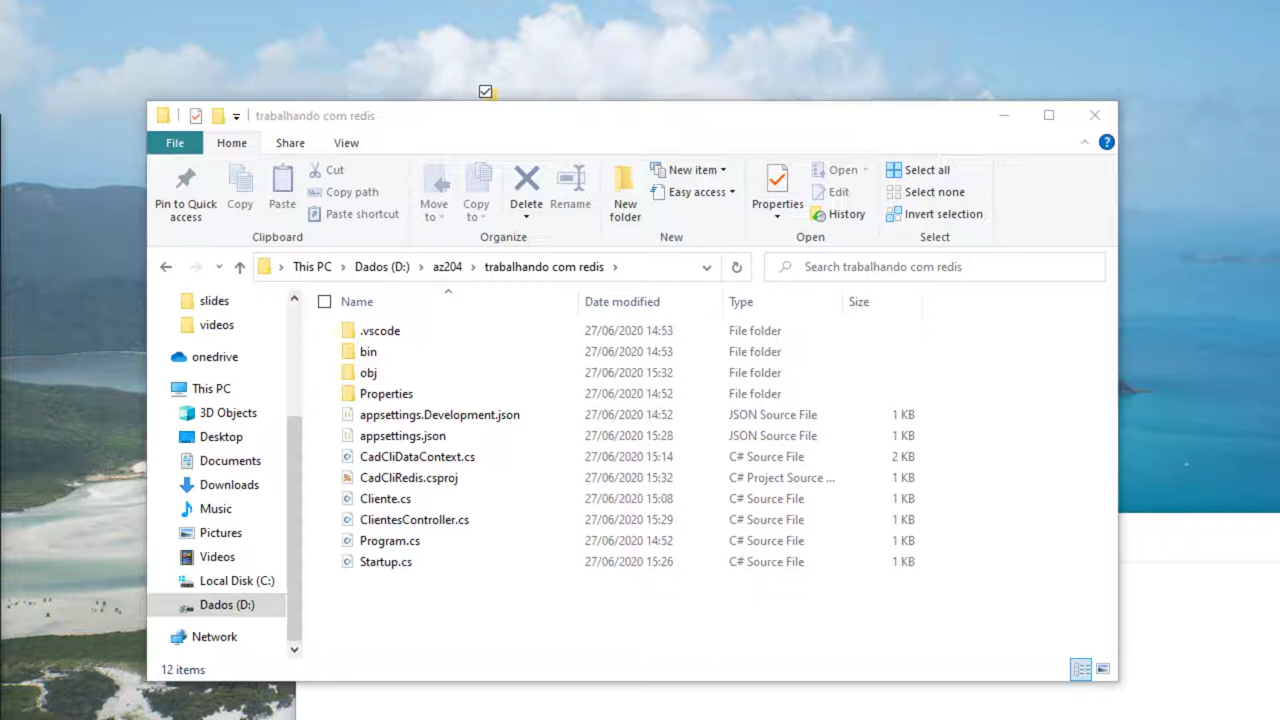 trabalhando com redis
File Home Share View
Pin to Quick access
Copy
Paste
Cut
Copy path
Paste shortcut
Clipboard
Move to
Copy to
Delete
Rename
Organize
New folder
New item
Easy access
New
Properties
Open
Edit
History
Open
Select all
Select none
Invert selection
Select
This PC Dados (D:) az204 trabalhando com redis
Search trabalhando com redis
slides
videos
onedrive
This PC
3D Objects
Desktop
Documents
Downloads
Music
Pictures
Videos
Local Disk (C:)
Dados (D:)
Network
Name Date modified Type Size
.vscode 27/06/2020 14:53 File folder
bin 27/06/2020 14:53 File folder
obj 27/06/2020 15:32 File folder
Properties 27/06/2020 14:52 File folder
appsettings.Development.json 27/06/2020 14:52 JSON Source File 1 KB
appsettings.json 27/06/2020 15:28 JSON Source File 1 KB
CadCliDataContext.cs 27/06/2020 15:14 C# Source File 2 KB
CadCliRedis.csproj 27/06/2020 15:32 C# Project Source ... 1 KB
Cliente.cs 27/06/2020 15:08 C# Source File 1 KB
ClientesController.cs 27/06/2020 15:29 C# Source File 1 KB
Program.cs 27/06/2020 14:52 C# Source File 1 KB
Startup.cs 27/06/2020 15:26 C# Source File 1 KB
12 items